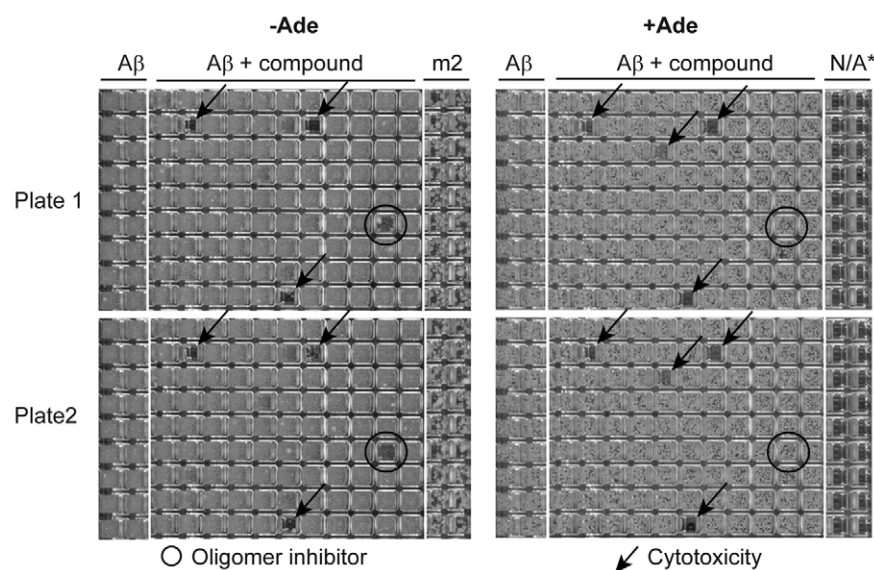 -Ade +Ade
Aβ Aβ + compound m2 Aβ Aβ + compound N/A*
Plate 1
Plate2
Oligomer inhibitor Cytotoxicity